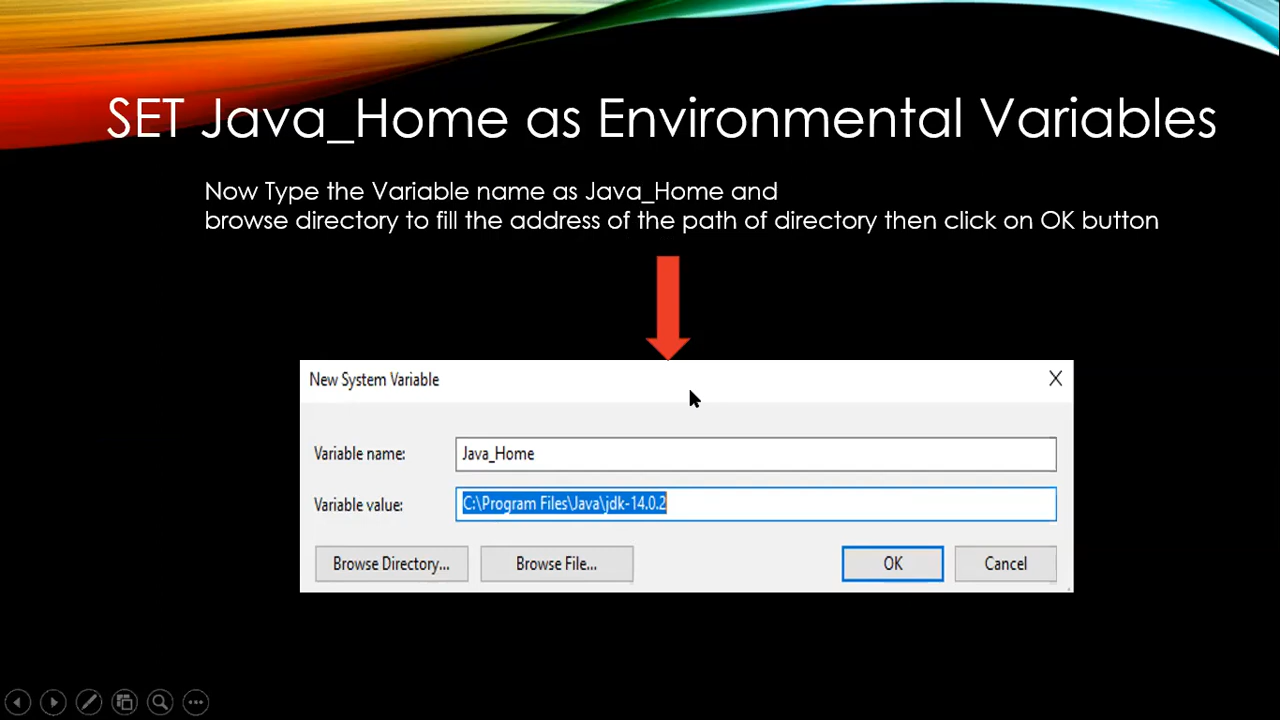 SET Java_Home as Environmental Variables
Now Type the Variable name as Java_Home and
browse directory to fill the address of the path of directory then click on OK button
New System Variable
Variable name:
Java_Home
Variable value:
C:\Program Files\Java\jdk-14.0.2
Browse Directory...
Browse File...
OK
Cancel